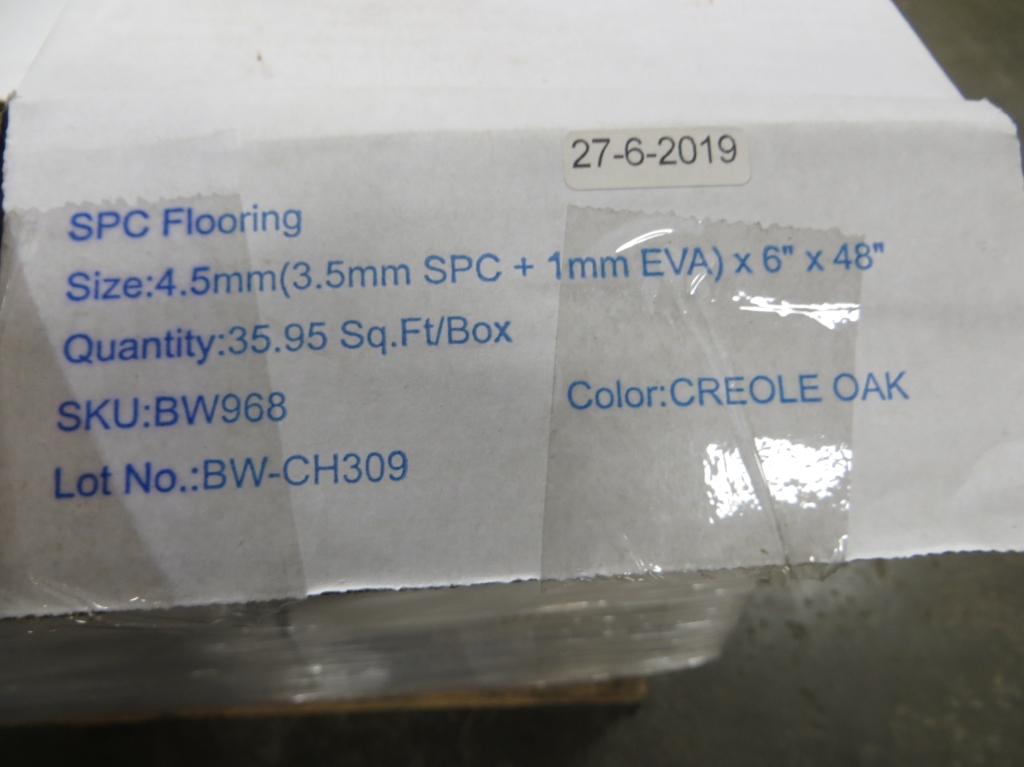 27-6-2019
SPC Flooring
Size:4.5mm(3.5mm SPC + 1mm EVA) x 6" x 48"
Quantity:35.95 Sq.Ft/Box
SKU:BW968 Color:CREOLE OAK
Lot No.:BW-CH309